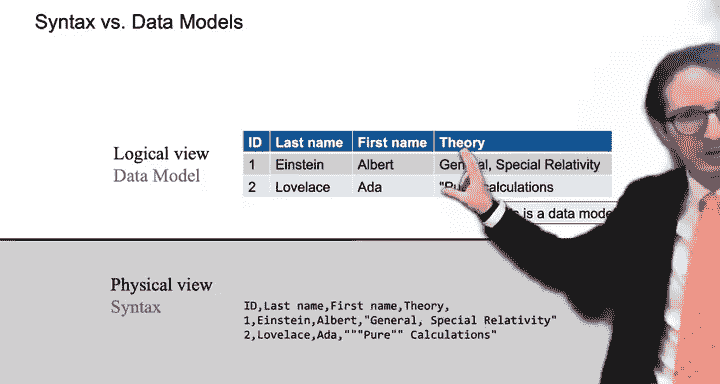 Syntax vs. Data Models
Logical view
Data Model
ID Last name First name Theory
1 Einstein Albert General, Special Relativity
2 Lovelace Ada calculations
is a data
Physical view
Syntax
ID,Last name,First name,Theory,
1,Einstein,Albert,"General, Special Relativity"
2,Lovelace,Ada,"""Pure"" Calculations"